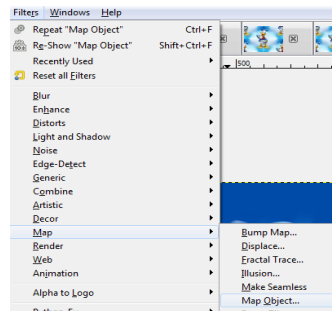 Filters Windows Help
Repeat "Map Object" Ctrl+F
Re-Show "Map Object" Shift+Ctrl+F
Recently Used
Reset all Filters
500
Blur
Enhance
Distorts
Light and Shadow
Noise
Edge-Detect
Generic
Combine
Artistic
Decor
Map
Render
Web
Animation
Alpha to Logo
Bump Map...
Displace...
Fractal Trace...
Illusion...
Make Seamless
Map Object...